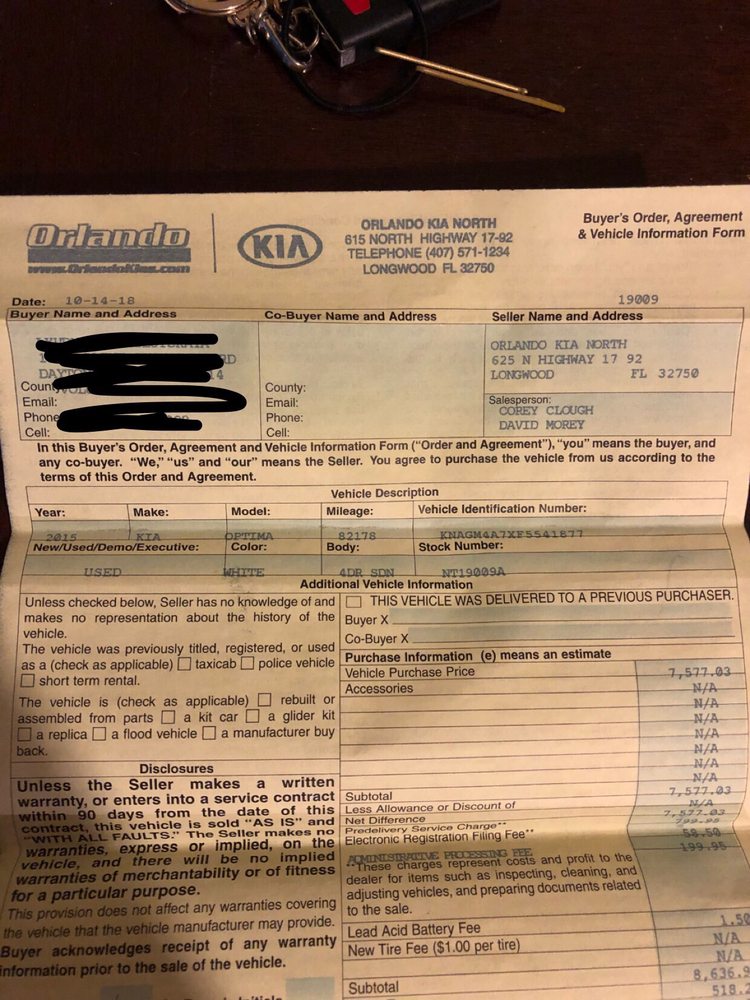 Orlando
www.OrlandoKias.com
KIA
ORLANDO KIA NORTH
615 NORTH HIGHWAY 17-92
TELEPHONE (407) 571-1234
LONGWOOD FL 32750
Buyer's Order, Agreement
& Vehicle Information Form
Date: 10-14-18
19009
Buyer Name and Address
Co-Buyer Name and Address
Seller Name and Address
RD
14
County:
Email:
Phone:
Cell:
County:
Email:
Phone:
Cell:
ORLANDO KIA NORTH
625 N HIGHWAY 17 92
LONGWOOD FL 32750
Salesperson:
COREY CLOUGH
DAVID MOREY
In this Buyer's Order, Agreement and Vehicle Information Form ("Order and Agreement"), "you" means the buyer, and
any co-buyer. "We," "us" and "our" means the Seller. You agree to purchase the vehicle from us according to the
terms of this Order and Agreement.
Vehicle Description
Year: Make: Model: Mileage: Vehicle Identification Number:
2015 KIA OPTIMA 82178 KNAGM4A7XF5541877
New/Used/Demo/Executive: Color: Body: Stock Number:
USED WHITE 4DR SDN NT19009A
Additional Vehicle Information
Unless checked below, Seller has no knowledge of and
makes no representation about the history of the
vehicle.
The vehicle was previously titled, registered, or used
as a (check as applicable) taxicab police vehicle
short term rental.
The vehicle is (check as applicable) rebuilt or
assembled from parts a kit car a glider kit
a replica a flood vehicle a manufacturer buy
back.
Disclosures
Unless the Seller makes a written
warranty, or enters into a service contract
within 90 days from the date of this
contract, this vehicle is sold "AS IS" and
"WITH ALL FAULTS." The Seller makes no
warranties, express or implied, on the
vehicle, and there will be no implied
warranties of merchantability or of fitness
for a particular purpose.
This provision does not affect any warranties covering
the vehicle that the vehicle manufacturer may provide.
Buyer acknowledges receipt of any warranty
information prior to the sale of the vehicle.
THIS VEHICLE WAS DELIVERED TO A PREVIOUS PURCHASER.
Buyer X
Co-Buyer X
Purchase Information (e) means an estimate
Vehicle Purchase Price 7,577.03
Accessories N/A
N/A
N/A
N/A
N/A
N/A
N/A
Subtotal 7,577.03
Less Allowance or Discount of N/A
Net Difference 7,577.03
Predelivery Service Charge**
Electronic Registration Filing Fee** 58.50
ADMINISTRATIVE PROCESSING FEE 199.95
**These charges represent costs and profit to the
dealer for items such as inspecting, cleaning, and
adjusting vehicles, and preparing documents related
to the sale.
Lead Acid Battery Fee 1.50
New Tire Fee ($1.00 per tire) N/A
N/A
Subtotal 8,636.9
518.2